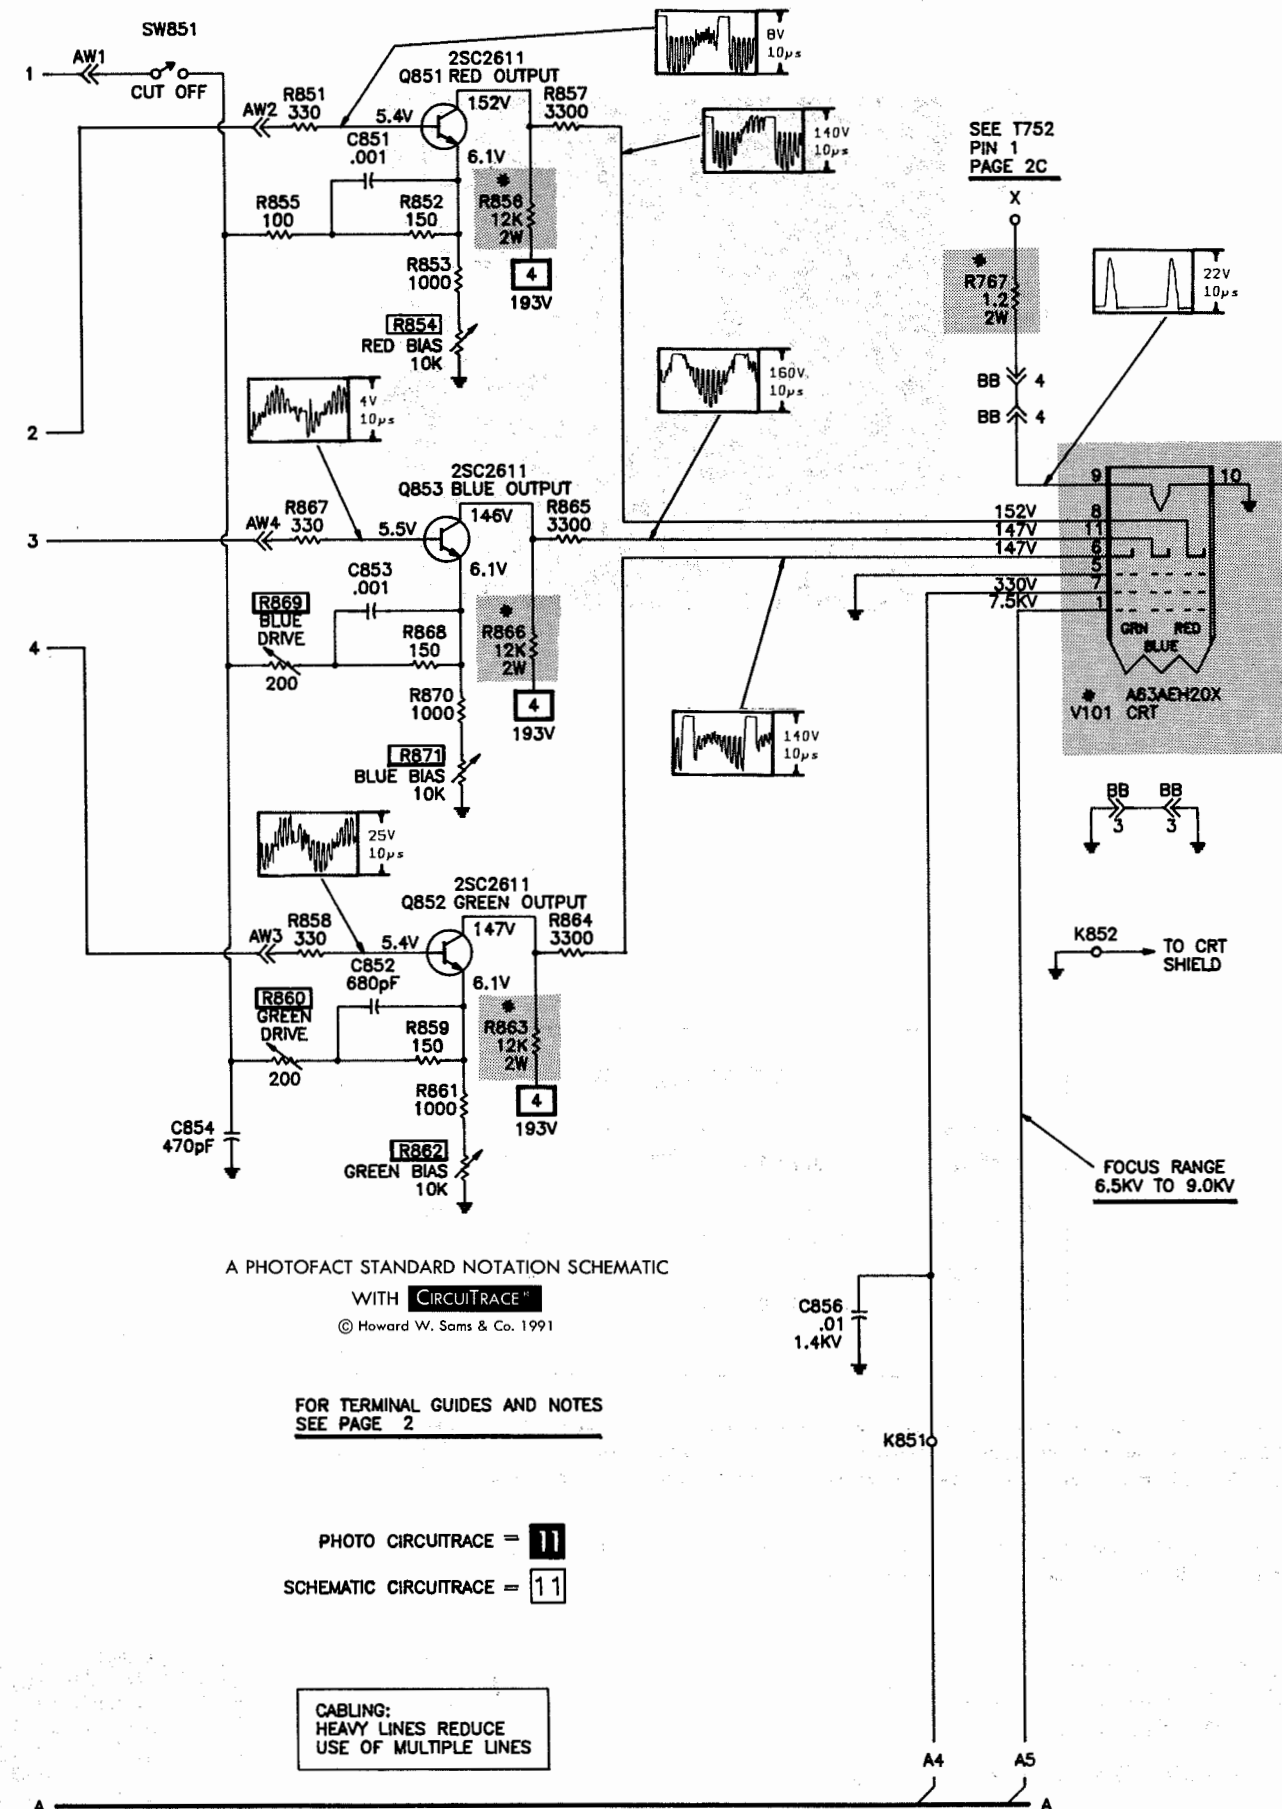 SW851
1
AW1
CUT OFF
8V
10µs
2SC2611
Q851 RED OUTPUT
AW2
R851
330
5.4V
152V
R857
3300
C851
.001
6.1V
140V
10µs
R855
100
R852
150
*
R856
12K
2W
R853
1000
4
193V
R854
RED BIAS
10K
SEE T752
PIN 1
PAGE 2C
X
*
R767
1.2
2W
22V
10µs
BB 4
BB 4
160V
10µs
4V
10µs
2
2SC2611
Q853 BLUE OUTPUT
3
AW4
R867
330
5.5V
146V
R865
3300
C853
.001
6.1V
R869
BLUE
DRIVE
200
R868
150
*
R866
12K
2W
4
R870
1000
4
193V
R871
BLUE BIAS
10K
9
10
152V
8
147V
11
147V
6
5
330V
7
7.5KV
1
GRN
RED
BLUE
* A63AEH20X
V101 CRT
140V
10µs
BB
BB
3
3
25V
10µs
2SC2611
Q852 GREEN OUTPUT
AW3
R858
330
5.4V
147V
R864
3300
C852
680pF
6.1V
R860
GREEN
DRIVE
200
R859
150
*
R863
12K
2W
R861
1000
4
193V
C854
470pF
R862
GREEN BIAS
10K
K852
TO CRT
SHIELD
FOCUS RANGE
6.5KV TO 9.0KV
A PHOTOFACT STANDARD NOTATION SCHEMATIC
WITH CIRCUITRACE
© Howard W. Sams & Co. 1991
C856
.01
1.4KV
FOR TERMINAL GUIDES AND NOTES
SEE PAGE 2
K851
PHOTO CIRCUITRACE = 11
SCHEMATIC CIRCUITRACE = 11
CABLING:
HEAVY LINES REDUCE
USE OF MULTIPLE LINES
A4
A5
A
A